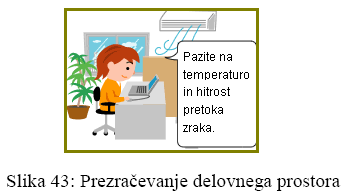 Pazite na
temperaturo
in hitrost
pretoka
zraka.
Slika 43: Prezračevanje delovnega prostora